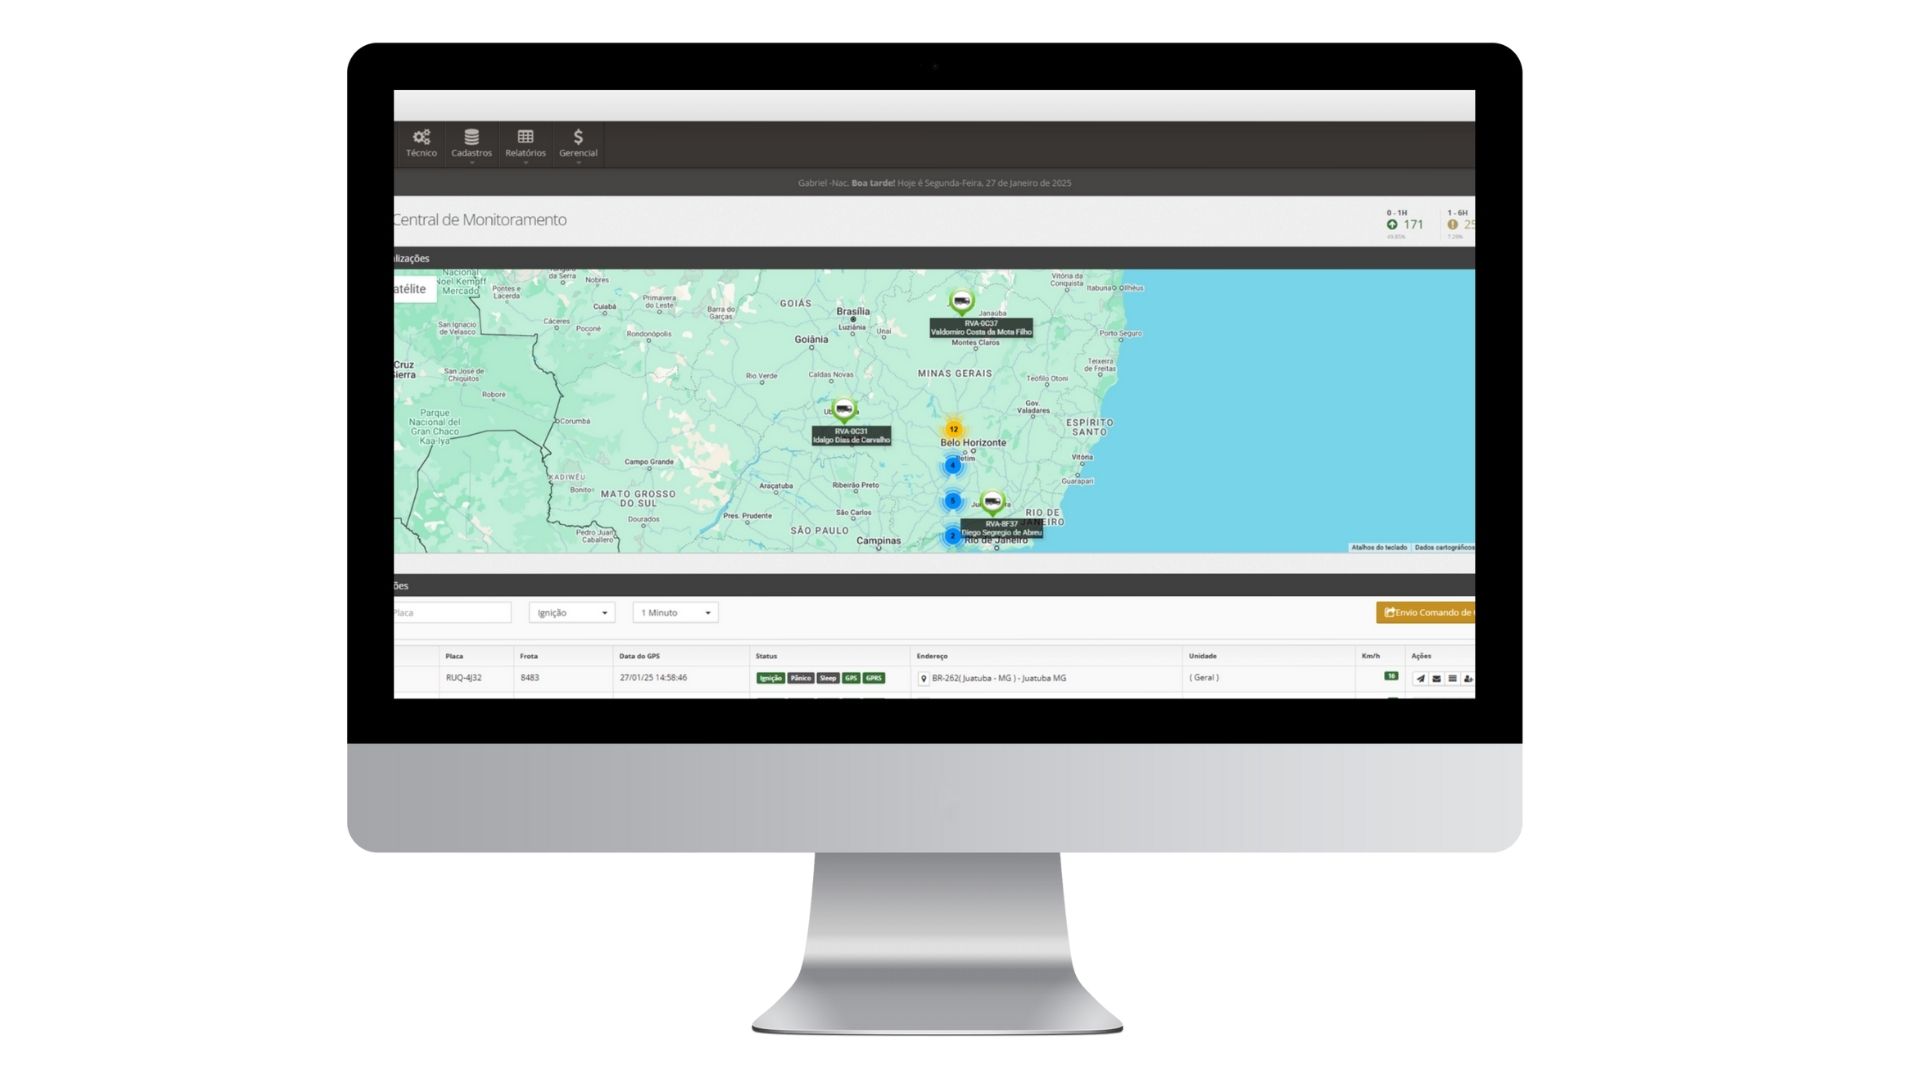 Técnico
Cadastros
Relatórios
Gerencial
Gabriel -Nac, Boa tarde! Hoje é Segunda-Feira, 27 de Janeiro de 2025
Central de Monitoramento
0 - 1H
171
49.85%
1 - 6H
25
7.29%
lizações
atélite
Nacional
Noel Kempff
Mercado
da Serra
Nobres
Pontes e
Lacerda
Cuiabá
Primavera
do Leste
Barra do
Garças
GOIÁS
Brasília
Luziânia
Unaí
Goiânia
Vitória da
Conquista
Itabuna
Ilhéus
Janaúba
RVA-0C37
Valdomiro Costa da Mota Filho
Montes Claros
Porto Seguro
San Ignacio
de Velasco
Cáceres
Poconé
Rondonópolis
Cruz
Sierra
San José de
Chiquitos
Roboré
Rio Verde
Caldas Novas
MINAS GERAIS
Teófilo Otoni
Teixeira
de Freitas
Parque
Nacional del
Gran Chaco
Kaa-Iya
Corumbá
RVA-0C31
Idalgo Dias de Carvalho
12
Belo Horizonte
Betim
4
Gov.
Valadares
ESPÍRITO
SANTO
Vitória
Guarapari
Campo Grande
KADIWÉU
Bonito
MATO GROSSO
DO SUL
Dourados
Araçatuba
Ribeirão Preto
5
RVA-8F37
Diego Segregio de Abreu
RIO DE
Pres. Prudente
São Carlos
SÃO PAULO
Campinas
2
Rio de Janeiro
Pedro Juan
Caballero
Atalhos do teclado
Dados cartográficos
ões
Placa
Ignição
1 Minuto
Envio Comando de
Placa
Frota
Data do GPS
Status
Endereço
Unidade
Km/h
Ações
RUQ-4J32
8483
27/01/25 14:58:46
Ignição
Pânico
Sleep
GPS
GPRS
BR-262( Juatuba - MG ) - Juatuba MG
( Geral )
16